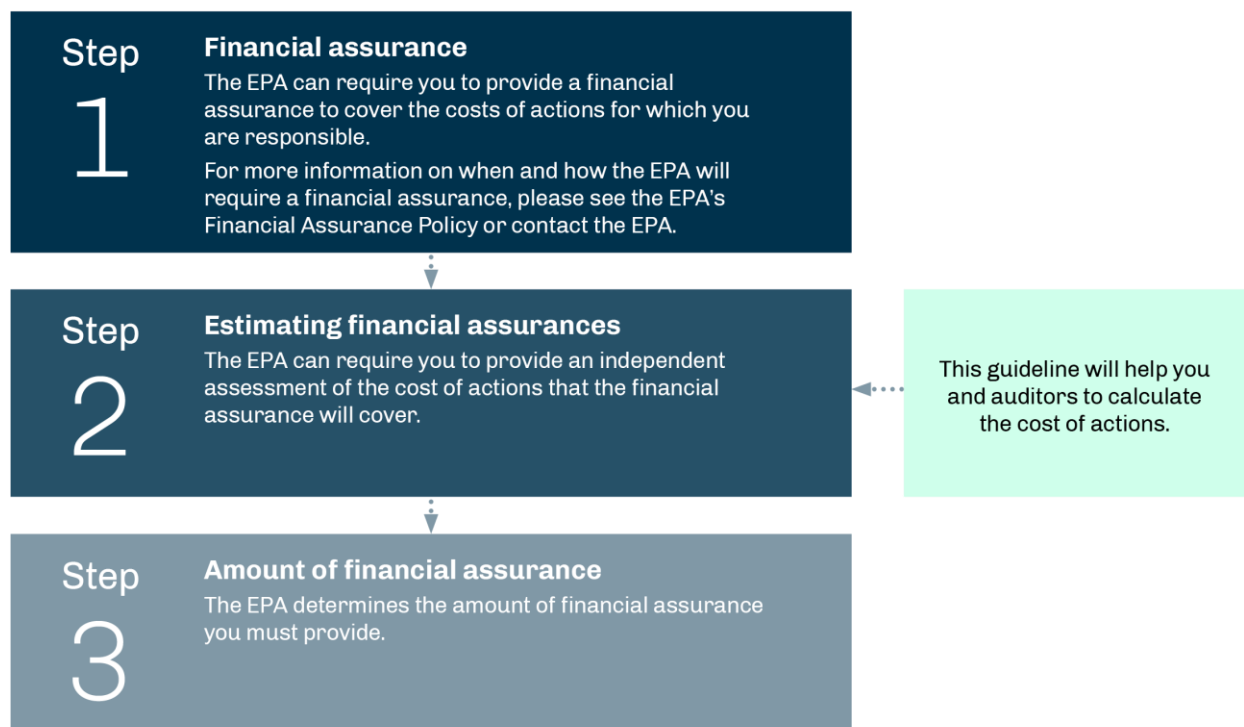 Step
1
Financial assurance
The EPA can require you to provide a financial
assurance to cover the costs of actions for which you
are responsible.
For more information on when and how the EPA will
require a financial assurance, please see the EPA’s
Financial Assurance Policy or contact the EPA.
Step
2
Estimating financial assurances
The EPA can require you to provide an independent
assessment of the cost of actions that the financial
assurance will cover.
This guideline will help you
and auditors to calculate
the cost of actions.
Step
3
Amount of financial assurance
The EPA determines the amount of financial assurance
you must provide.